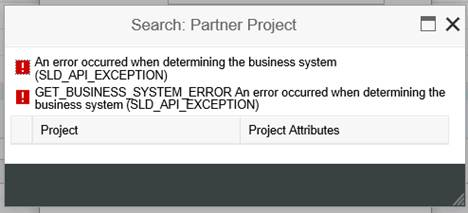 Search: Partner Project
An error occurred when determining the business system
(SLD_API_EXCEPTION)
GET_BUSINESS_SYSTEM_ERROR An error occurred when determining the
business system (SLD_API_EXCEPTION)
Project Project Attributes